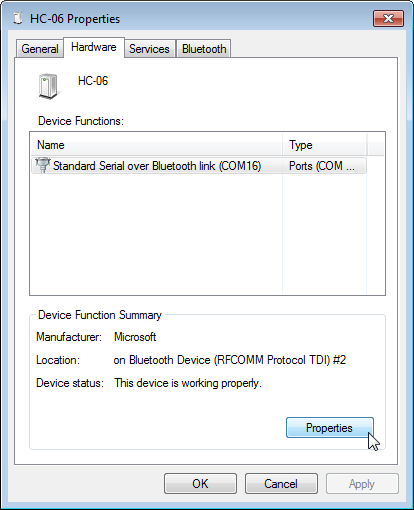 HC-06 Properties
General Hardware Services Bluetooth
HC-06
Device Functions:
Name Type
Standard Serial over Bluetooth link (COM16) Ports (COM ...
Device Function Summary
Manufacturer: Microsoft
Location: on Bluetooth Device (RFCOMM Protocol TDI) #2
Device status: This device is working properly.
Properties
OK Cancel Apply